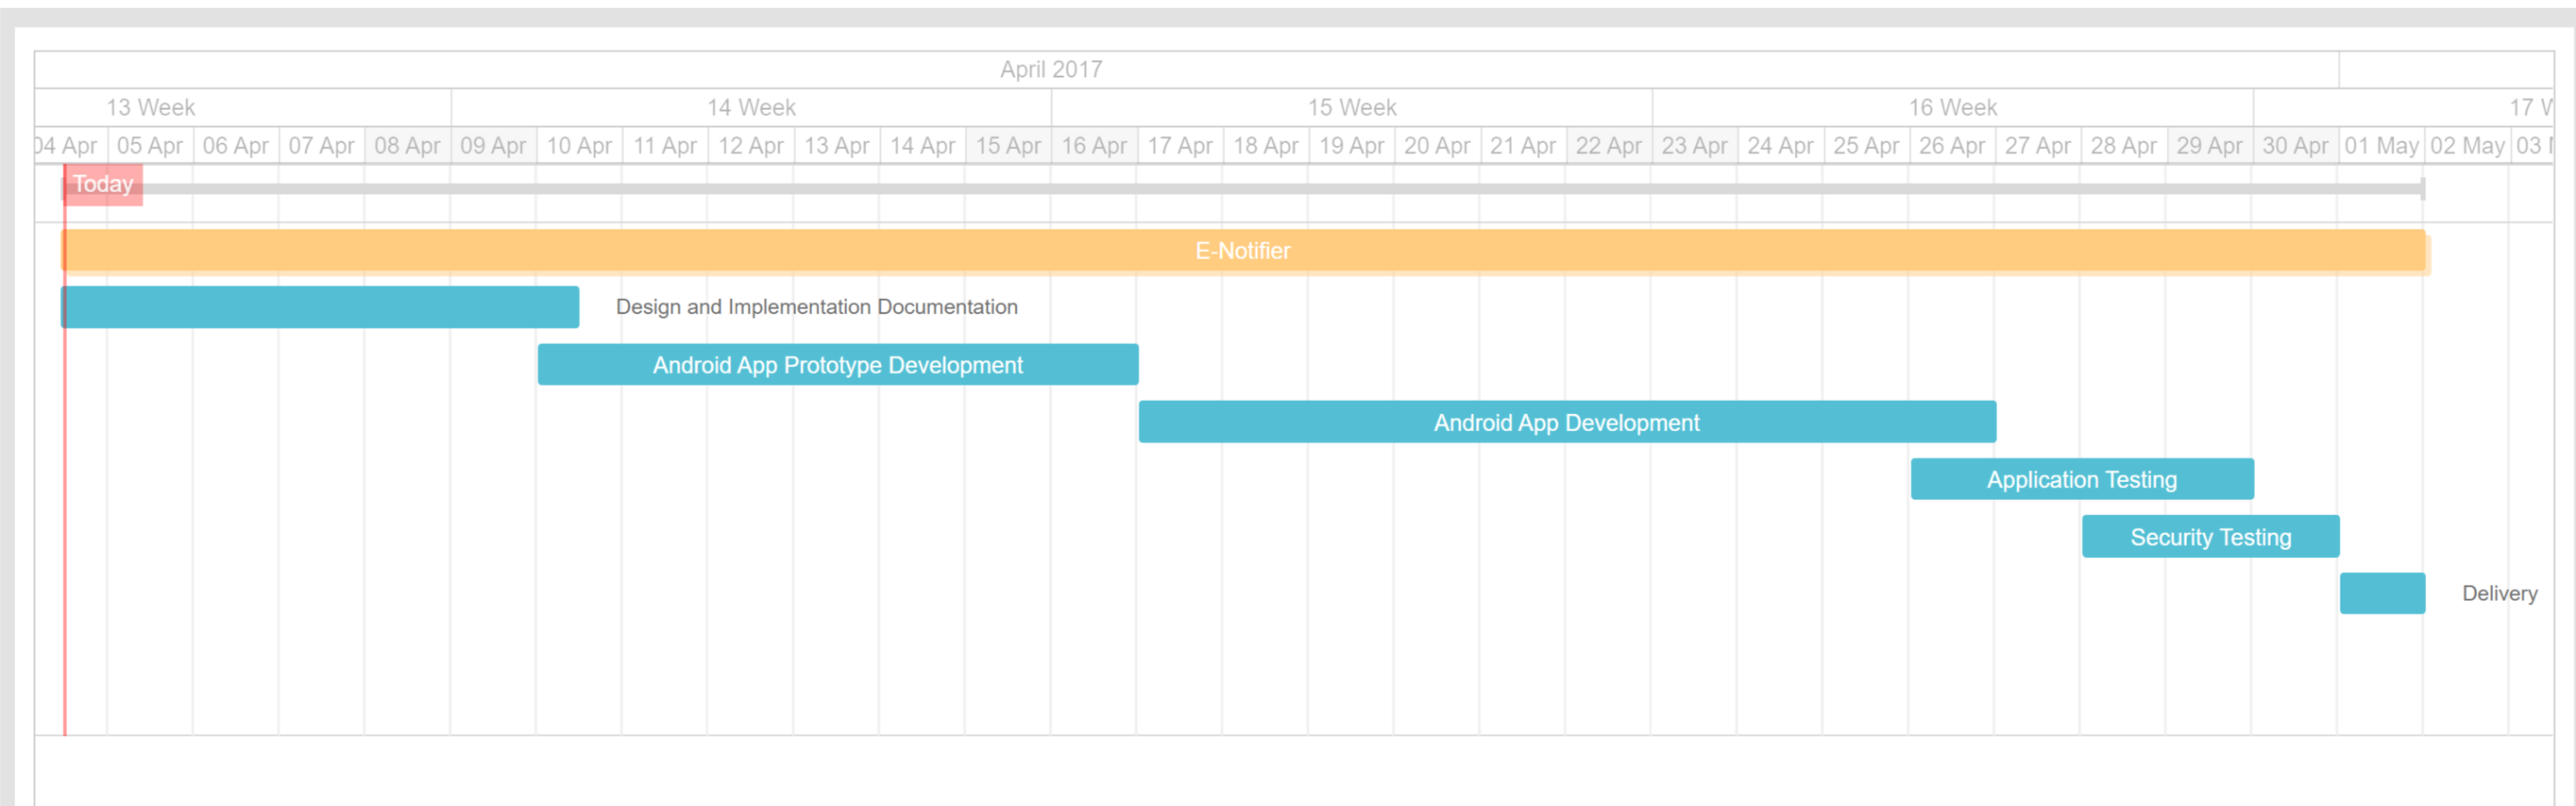 April 2017
13 Week 14 Week 15 Week 16 Week 17
04 Apr 05 Apr 06 Apr 07 Apr 08 Apr 09 Apr 10 Apr 11 Apr 12 Apr 13 Apr 14 Apr 15 Apr 16 Apr 17 Apr 18 Apr 19 Apr 20 Apr 21 Apr 22 Apr 23 Apr 24 Apr 25 Apr 26 Apr 27 Apr 28 Apr 29 Apr 30 Apr 01 May 02 May 03
Today
E-Notifier
Design and Implementation Documentation
Android App Prototype Development
Android App Development
Application Testing
Security Testing
Delivery